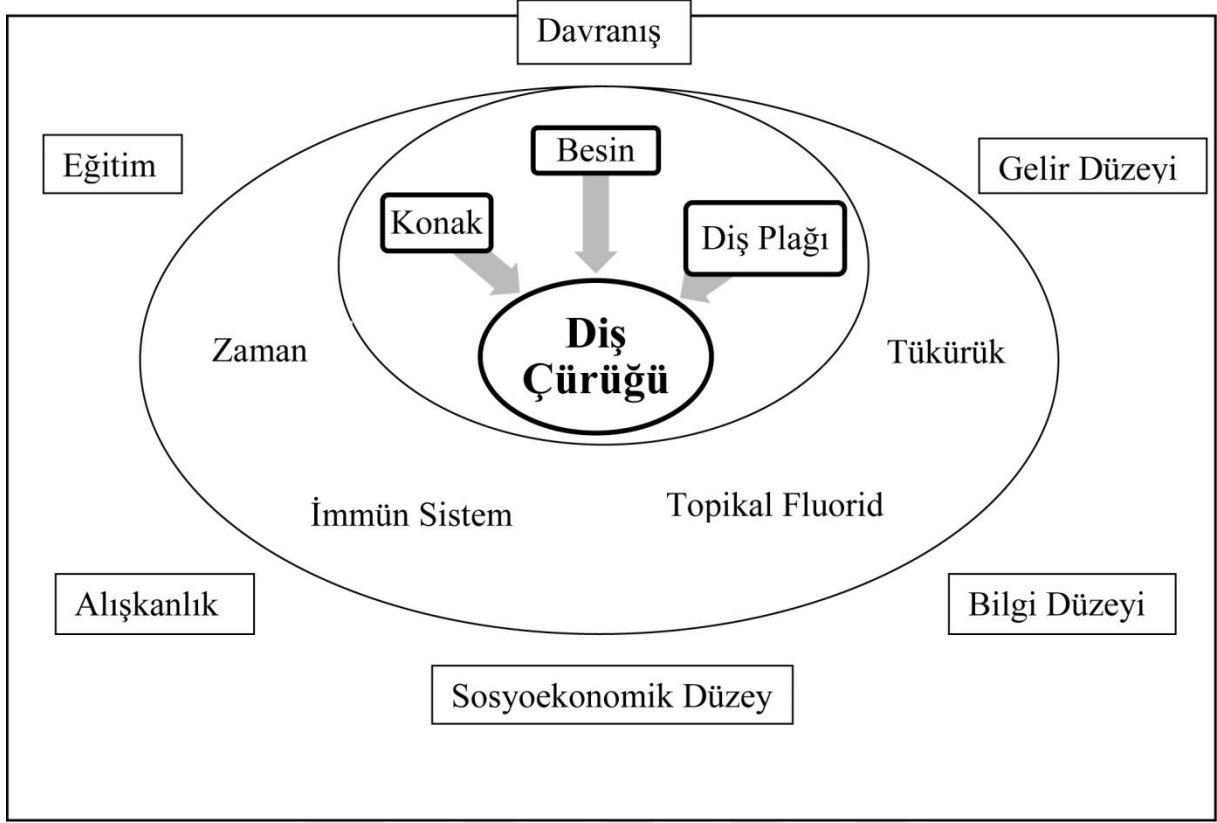 Davranış
Eğitim
Besin
Gelir Düzeyi
Konak
Diş Plağı
Diş
Çürüğü
Zaman
Tükürük
İmmün Sistem
Topikal Fluorid
Alışkanlık
Bilgi Düzeyi
Sosyoekonomik Düzey